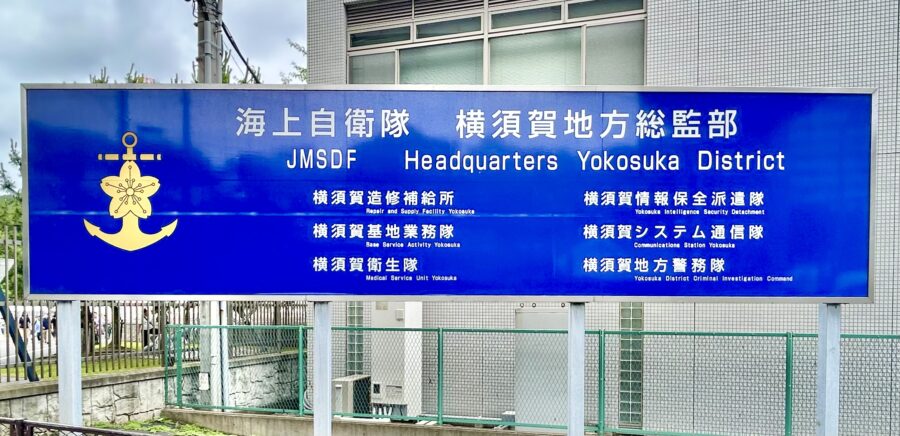 海上自衛隊　横須賀地方総監部
JMSDF Headquarters Yokosuka District
横須賀造修補給所
Repair and Supply Facility Yokosuka
横須賀基地業務隊
Base Service Activity Yokosuka
横須賀衛生隊
Medical Service Unit Yokosuka
横須賀情報保全派遣隊
Yokosuka Intelligence Security Detachment
横須賀システム通信隊
Communications Station Yokosuka
横須賀地方警務隊
Yokosuka District Criminal Investigation Command